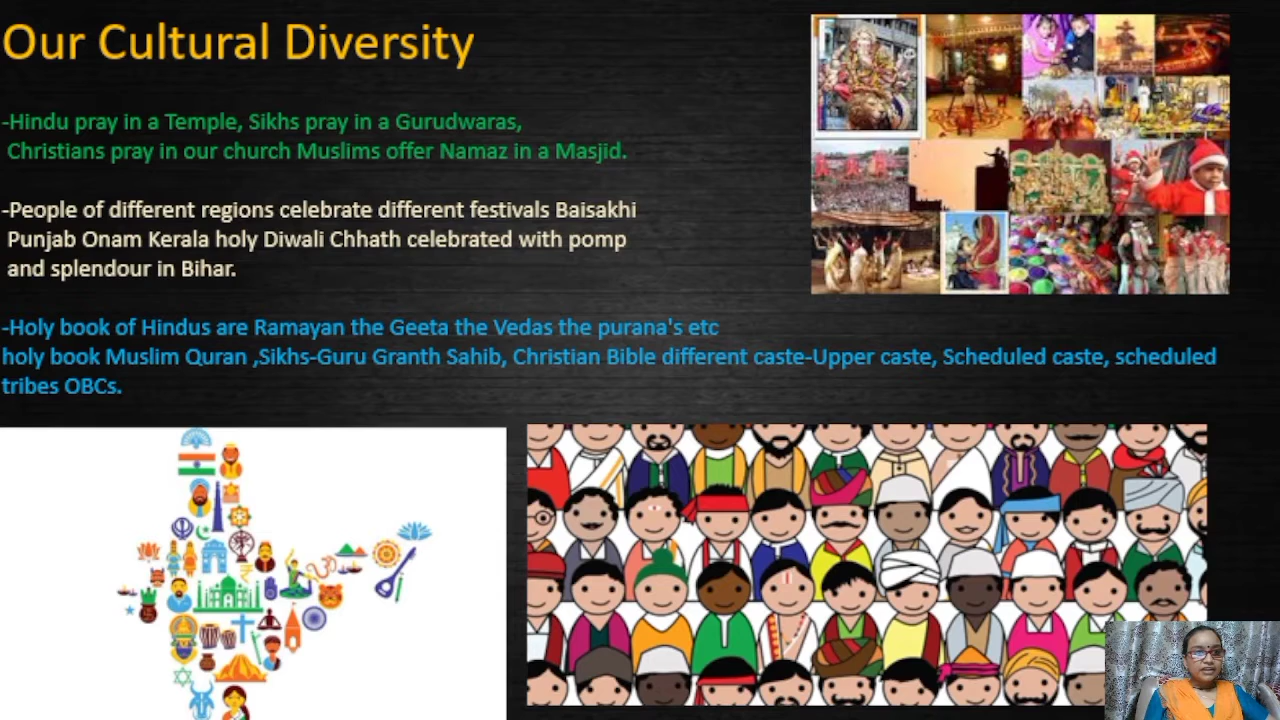 Our Cultural Diversity
-Hindu pray in a Temple, Sikhs pray in a Gurudwaras,
Christians pray in our church Muslims offer Namaz in a Masjid.
-People of different regions celebrate different festivals Baisakhi
Punjab Onam Kerala holy Diwali Chhath celebrated with pomp
and splendour in Bihar.
-Holy book of Hindus are Ramayan the Geeta the Vedas the purana's etc
holy book Muslim Quran ,Sikhs-Guru Granth Sahib, Christian Bible different caste-Upper caste, Scheduled caste, scheduled
tribes OBCs.